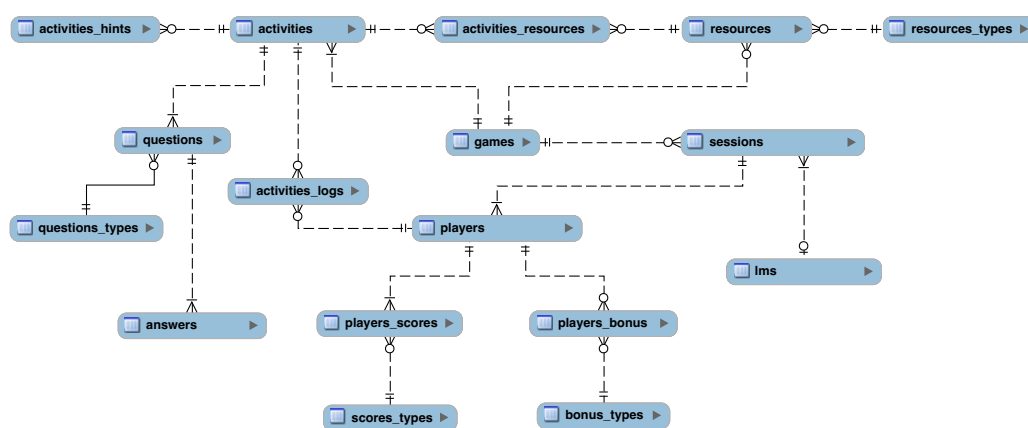 activities_hints
activities
activities_resources
resources
resources_types
questions
games
sessions
activities_logs
questions_types
players
lms
answers
players_scores
players_bonus
scores_types
bonus_types